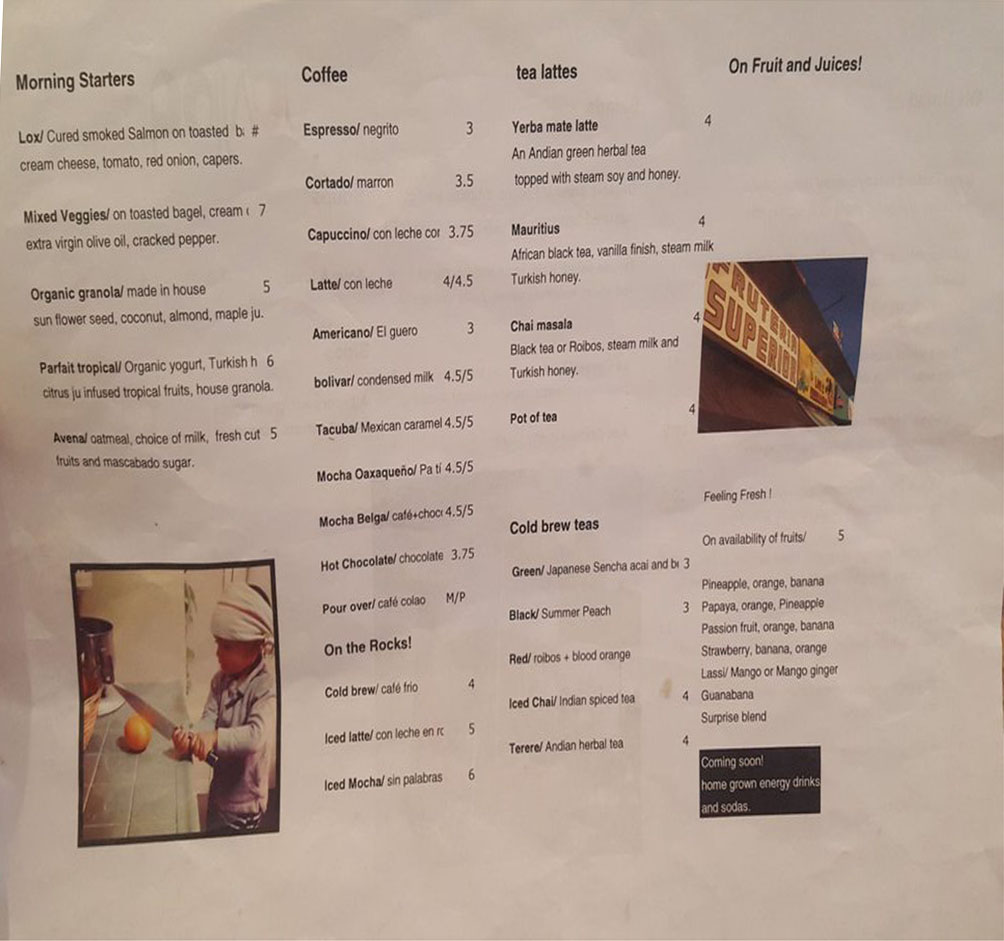 Morning Starters
Lox/ Cured smoked Salmon on toasted #
cream cheese, tomato, red onion, capers.
Mixed Veggies/ on toasted bagel, cream 7
extra virgin olive oil, cracked pepper.
Organic granola/ made in house 5
sun flower seed, coconut, almond, maple ju.
Parfait tropical/ Organic yogurt, Turkish h 6
citrus ju infused tropical fruits, house granola.
Avena/ oatmeal, choice of milk, fresh cut 5
fruits and mascabado sugar.
Coffee
Espresso/ negrito 3
Cortado/ marron 3.5
Capuccino/ con leche cor 3.75
Latte/ con leche 4/4.5
Americano/ El guero 3
bolivar/ condensed milk 4.5/5
Tacuba/ Mexican caramel 4.5/5
Mocha Oaxaqueño/ Pa ti 4.5/5
Mocha Belga/ café+choc 4.5/5
Hot Chocolate/ chocolate 3.75
Pour over/ café colao M/P
On the Rocks!
Cold brew/ café frio 4
Iced latte/ con leche en rc 5
Iced Mocha/ sin palabras 6
tea lattes
Yerba mate latte 4
An Andian green herbal tea
topped with steam soy and honey.
Mauritius 4
African black tea, vanilla finish, steam milk
Turkish honey.
Chai masala 4
Black tea or Roibos, steam milk and
Turkish honey.
Pot of tea 4
Cold brew teas
Green/ Japanese Sencha acai and 3
Black/ Summer Peach 3
Red/ roibos + blood orange
Iced Chai/ Indian spiced tea 4
Terere/ Andian herbal tea 4
On Fruit and Juices!
FRUTERIA
SUPERIOR
Feeling Fresh !
On availability of fruits/ 5
Pineapple, orange, banana
Papaya, orange, Pineapple
Passion fruit, orange, banana
Strawberry, banana, orange
Lassi/ Mango or Mango ginger
Guanabana
Surprise blend
Coming soon!
home grown energy drinks
and sodas.